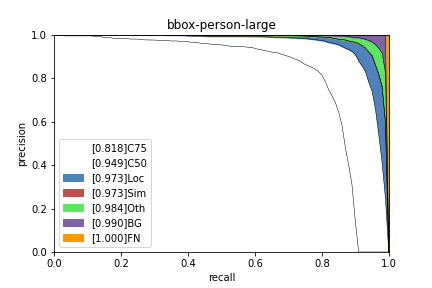 bbox-person-large
1.0
0.8
0.6
0.4
0.2
0.0
precision
[0.818]C75
[0.949]C50
[0.973]Loc
[0.973]Sim
[0.984]Oth
[0.990]BG
[1.000]FN
0.0 0.2 0.4 0.6 0.8 1.0
recall